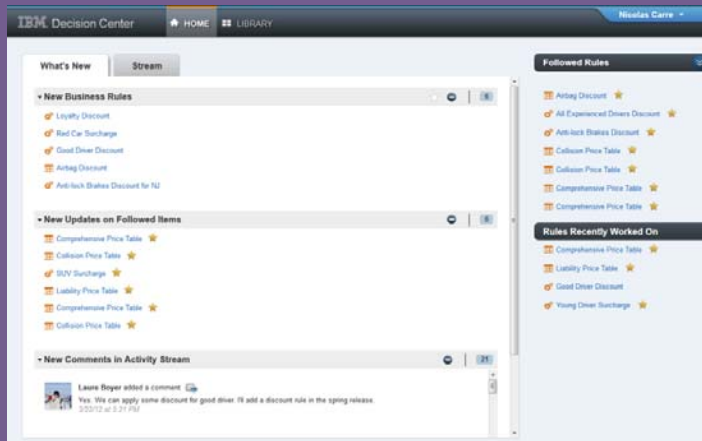 IBM. Decision Center
HOME
LIBRARY
Nicolas Carre
What's New
Stream
New Business Rules
Loyalty Discount
Red Car Surcharge
Good Driver Discount
Airbag Discount
Anti-lock Brakes Discount for NJ
New Updates on Followed Items
Comprehensive Price Table
Collision Price Table
SUV Surcharge
Liability Price Table
Comprehensive Price Table
Collision Price Table
New Comments in Activity Stream
21
Laure Boyer added a comment
Yes. We can apply some discount for good driver. I'll add a discount rule in the spring release.
Followed Rules
Airbag Discount
All Experienced Drivers Discount
Anti-lock Brakes Discount
Collision Price Table
Collision Price Table
Comprehensive Price Table
Comprehensive Price Table
Rules Recently Worked On
Comprehensive Price Table
Liability Price Table
Good Driver Discount
Young Driver Surcharge